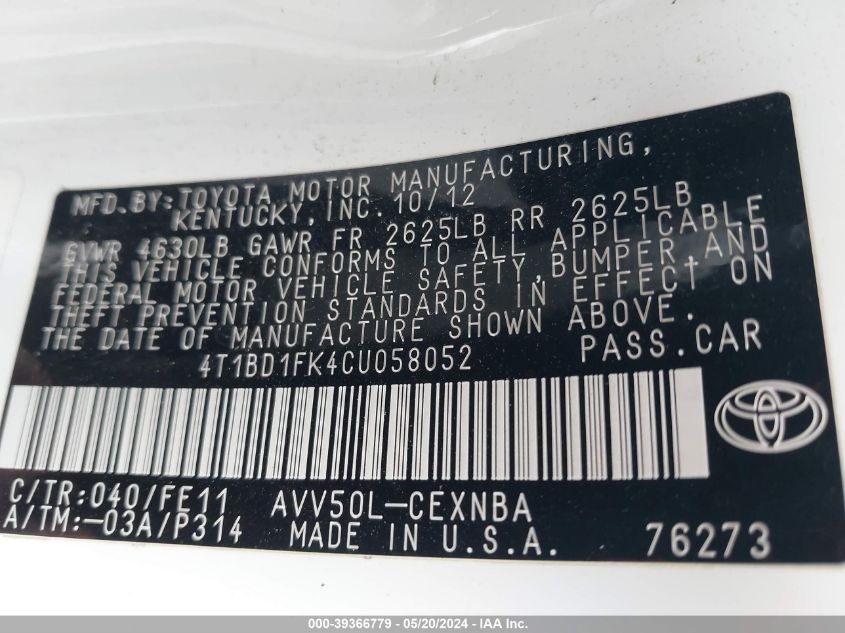 MFD.BY:TOYOTA MOTOR MANUFACTURING,
KENTUCKY,INC. 10/12
GVWR 4630LB GAWR FR 2625LB RR 2625LB
THIS VEHICLE CONFORMS TO ALL APPLICABLE
FEDERAL MOTOR VEHICLE SAFETY,BUMPER,AND
THEFT PREVENTION STANDARDS IN EFFECT ON
THE DATE OF MANUFACTURE SHOWN ABOVE.
4T1BD1FK4CU058052 PASS.CAR
C/TR:040/FE11 AVV50L-CEXNBA
A/TM:-03A/P314 MADE IN U.S.A. 76273
000-39366779 - 05/20/2024 - IAA Inc.